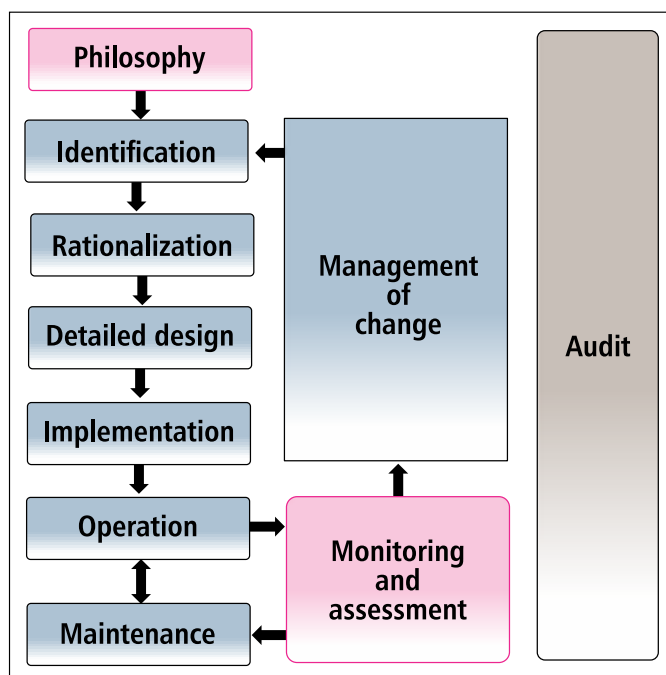 Philosophy
Identification
Rationalization
Detailed design
Implementation
Operation
Maintenance
Management
of
change
Monitoring
and
assessment
Audit